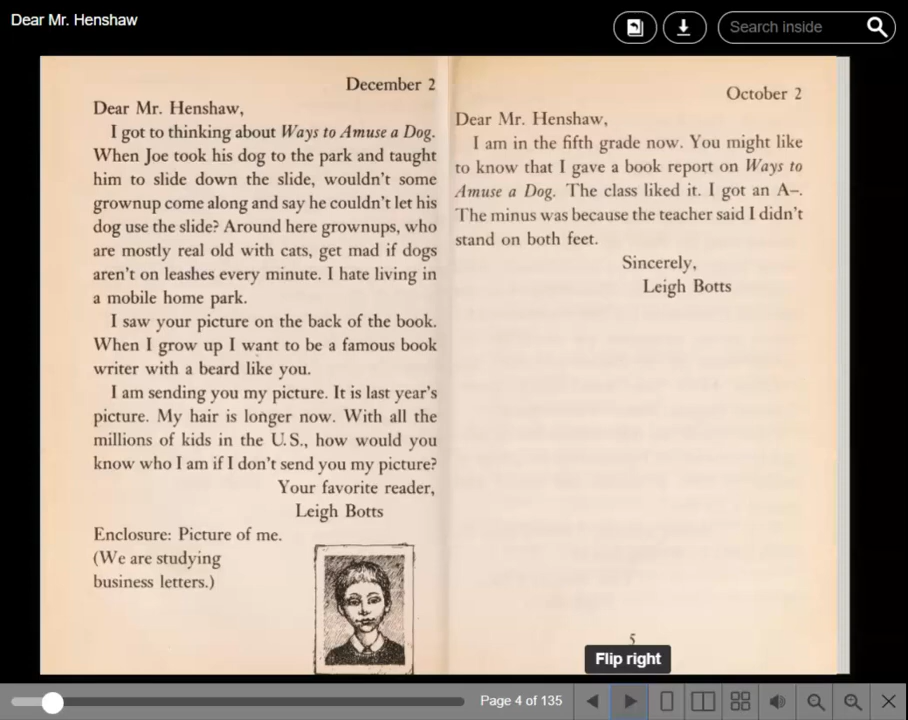 Dear Mr. Henshaw
Search inside
December 2
Dear Mr. Henshaw,
I got to thinking about Ways to Amuse a Dog.
When Joe took his dog to the park and taught
him to slide down the slide, wouldn't some
grownup come along and say he couldn't let his
dog use the slide? Around here grownups, who
are mostly real old with cats, get mad if dogs
aren't on leashes every minute. I hate living in
a mobile home park.
I saw your picture on the back of the book.
When I grow up I want to be a famous book
writer with a beard like you.
I am sending you my picture. It is last year's
picture. My hair is longer now. With all the
millions of kids in the U.S., how would you
know who I am if I don't send you my picture?
Your favorite reader,
Leigh Botts
Enclosure: Picture of me.
(We are studying
business letters.)
October 2
Dear Mr. Henshaw,
I am in the fifth grade now. You might like
to know that I gave a book report on Ways to
Amuse a Dog. The class liked it. I got an A–.
The minus was because the teacher said I didn't
stand on both feet.
Sincerely,
Leigh Botts
5
Flip right
Page 4 of 135